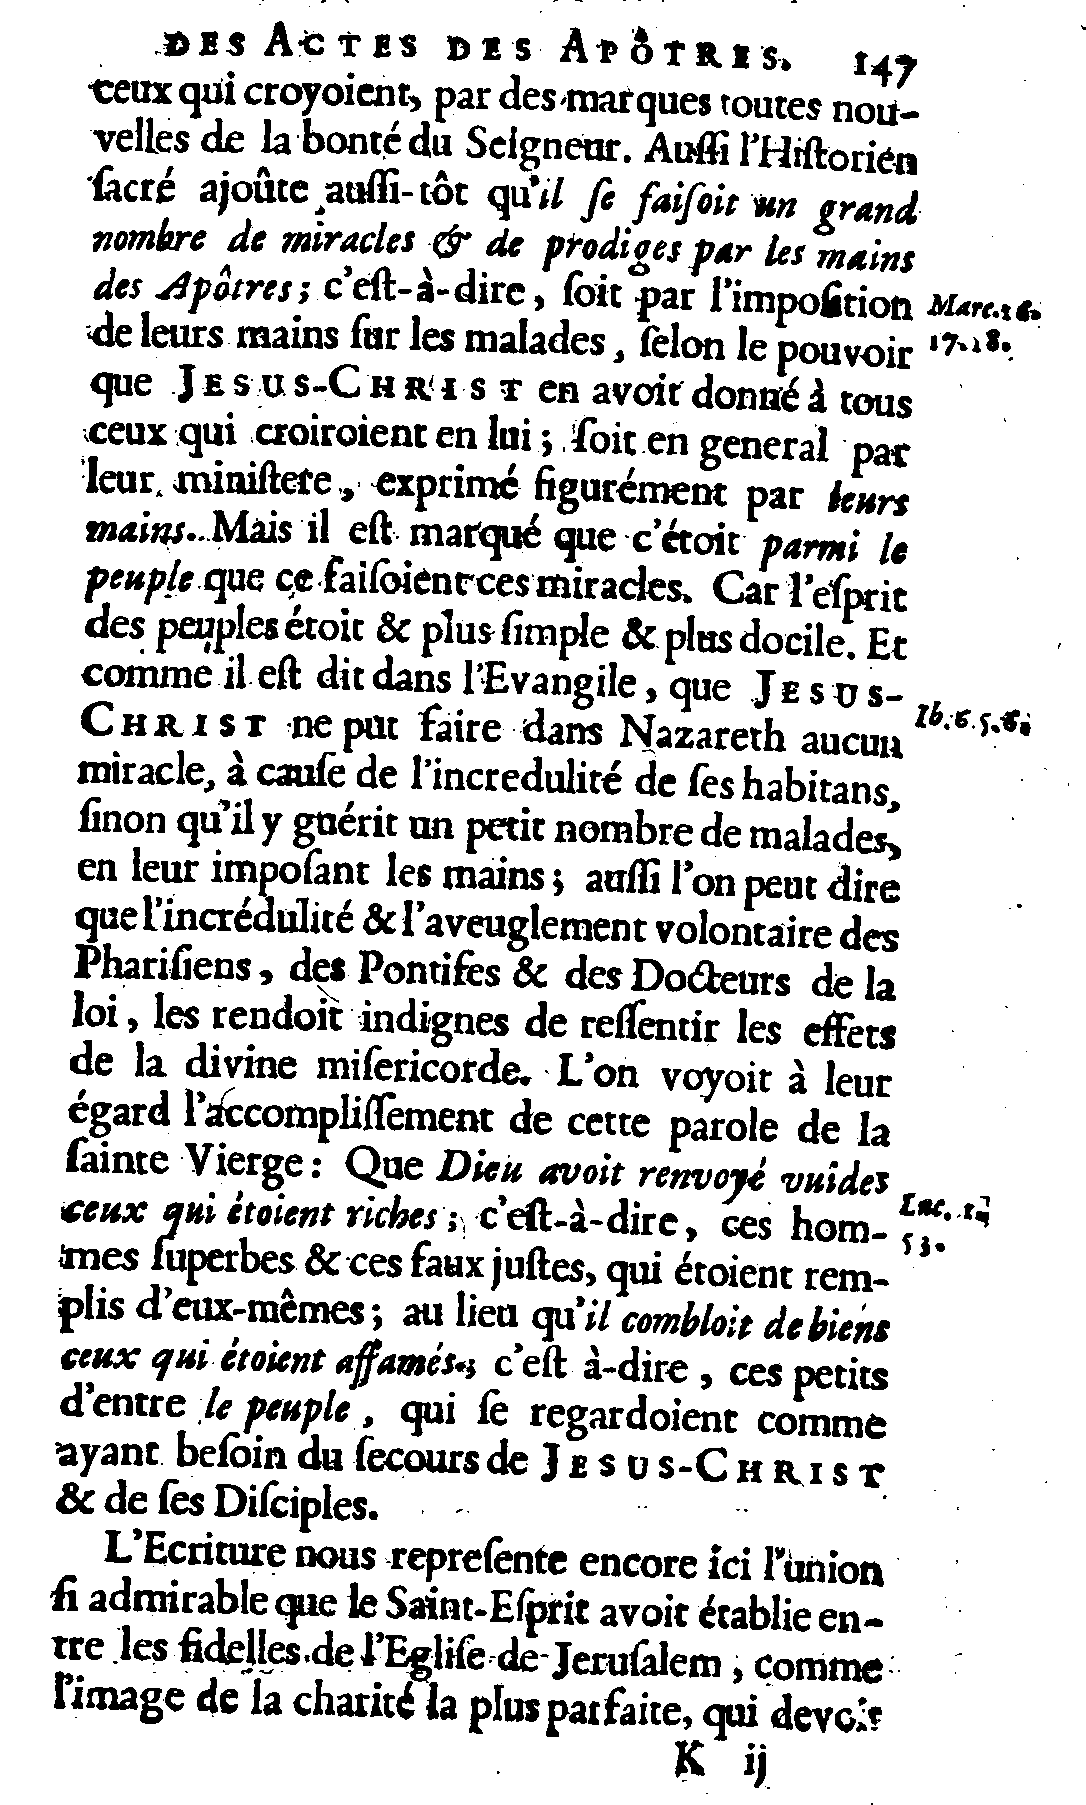 DES ACTES DES APÔTRES. 147
ceux qui croyoient, par des marques toutes nou-
velles de la bonté du Seigneur. Auſſi l'Hiſtorien
ſacré ajoûte auſſi-tôt qu'il ſe faiſoit un grand
nombre de miracles & de prodiges par les mains
des Apôtres; c'eſt-à-dire, ſoit par l'impoſition
Marc. 16.
de leurs mains ſur les malades, ſelon le pouvoir
17. 18.
que JESUS-CHRIST en avoit donné à tous
ceux qui croiroient en lui; ſoit en general par
leur miniſtere, exprimé figurément par leurs
mains. Mais il eſt marqué que c'étoit parmi le
peuple que ce faiſoient ces miracles. Car l'eſprit
des peuples étoit & plus ſimple & plus docile. Et
comme il eſt dit dans l'Evangile, que JESUS-
CHRIST ne put faire dans Nazareth aucun
Ib. 6. 5. 6.
miracle, à cauſe de l'incredulité de ſes habitans,
ſinon qu'il y guérit un petit nombre de malades,
en leur impoſant les mains; auſſi l'on peut dire
que l'incrédulité & l'aveuglement volontaire des
Phariſiens, des Pontifes & des Docteurs de la
loi, les rendoit indignes de reſſentir les effets
de la divine miſericorde. L'on voyoit à leur
égard l'accompliſſement de cette parole de la
ſainte Vierge: Que Dieu avoit renvoyé vuides
ceux qui étoient riches; c'eſt-à-dire, ces hom-
Luc. 1.
53.
mes ſuperbes & ces faux juſtes, qui étoient rem-
plis d'eux-mêmes; au lieu qu'il combloit de biens
ceux qui étoient affamés; c'eſt à-dire, ces petits
d'entre le peuple, qui ſe regardoient comme
ayant beſoin du ſecours de JESUS-CHRIST
& de ſes Diſciples.
L'Ecriture nous repreſente encore ici l'union
ſi admirable que le Saint-Eſprit avoit établie en-
tre les fidelles de l'Egliſe de Jeruſalem, comme
l'image de la charité la plus parfaite, qui devoit
K ij